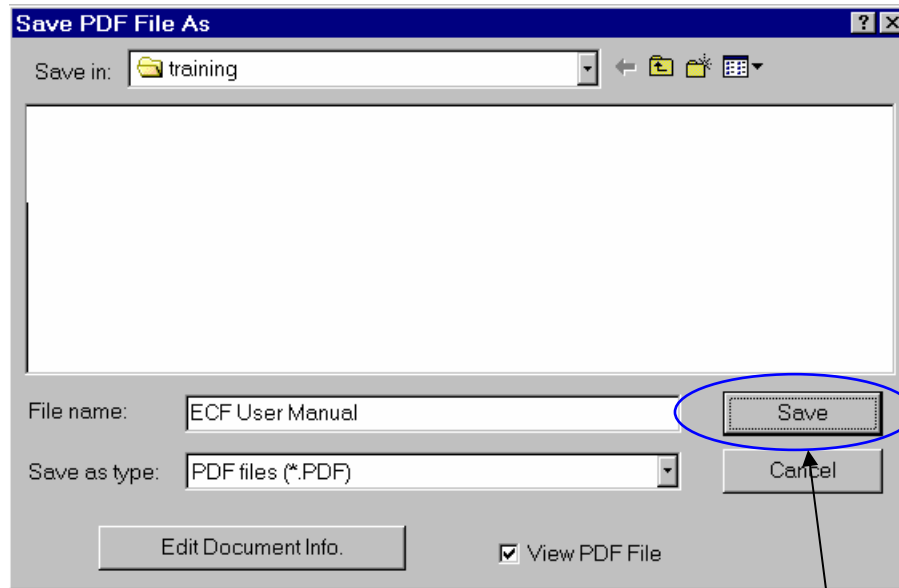 Save PDF File As
Save in: training
File name: ECF User Manual Save
Save as type: PDF files (*.PDF) Cancel
Edit Document Info. View PDF File